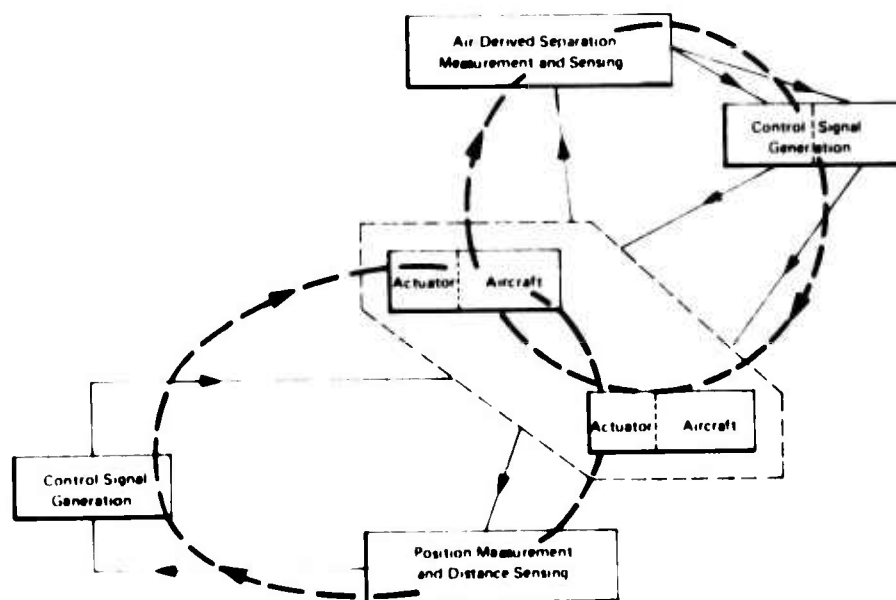 Air Derived Separation
Measurement and Sensing
Control Signal
Generation
Actuator Aircraft
Actuator Aircraft
Control Signal
Generation
Position Measurement
and Distance Sensing